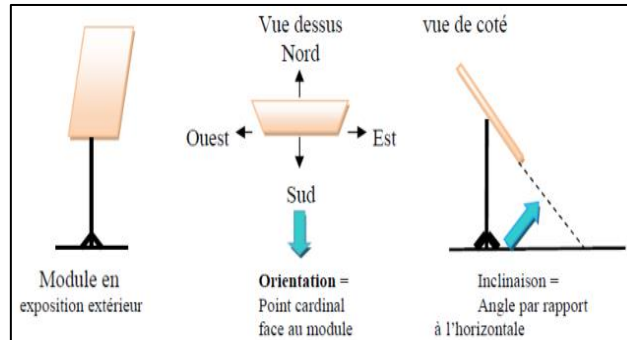 Vue dessus
vue de coté
Nord
Ouest
Est
Sud
Module en
exposition extérieur
Orientation =
Point cardinal
face au module
Inclinaison =
Angle par rapport
à l'horizontale